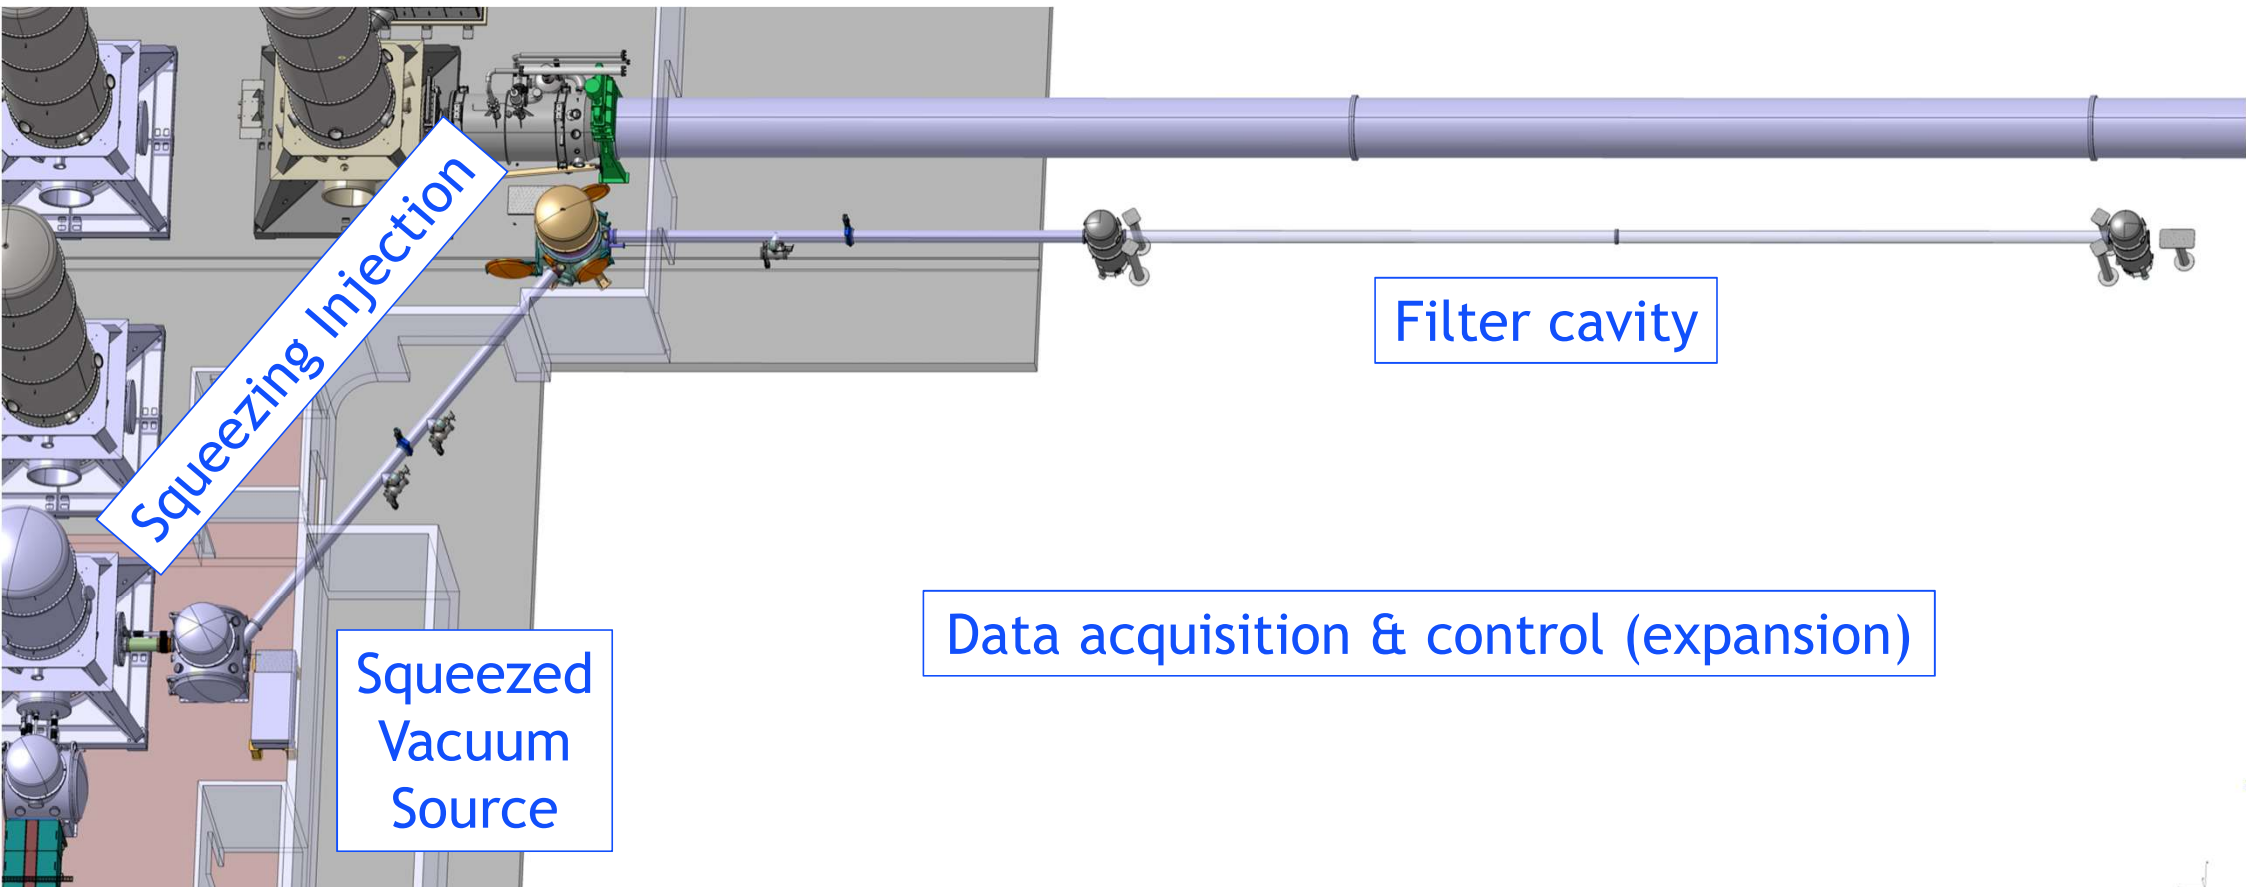 Squeezing Injection
Filter cavity
Data acquisition & control (expansion)
Squeezed
Vacuum
Source